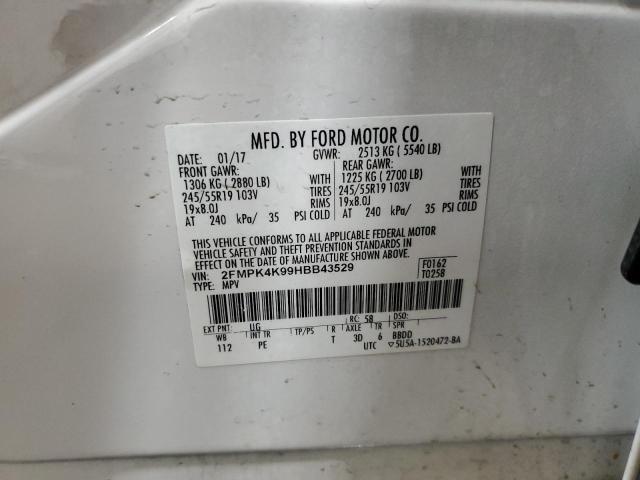 MFD. BY FORD MOTOR CO.
DATE: 01/17 GVWR: 2513 KG ( 5540 LB)
FRONT GAWR: REAR GAWR:
1306 KG ( 2880 LB) WITH 1225 KG ( 2700 LB) WITH
245/55R19 103V TIRES 245/55R19 103V TIRES
19x8.0J RIMS 19x8.0J RIMS
AT 240 kPa/ 35 PSI COLD AT 240 kPa/ 35 PSI COLD
THIS VEHICLE CONFORMS TO ALL APPLICABLE FEDERAL MOTOR
VEHICLE SAFETY AND THEFT PREVENTION STANDARDS IN
EFFECT ON THE DATE OF MANUFACTURE SHOWN ABOVE.
VIN: 2FMPK4K99HBB43529 F0162
TYPE: MPV T0258
EXT PNT: UG RC: 58 DSO:
WB INT TR TP/PS R AXLE TR SPR
112 PE T 3D 6 BBDD
UTC ▽5U5A-1520472-BA